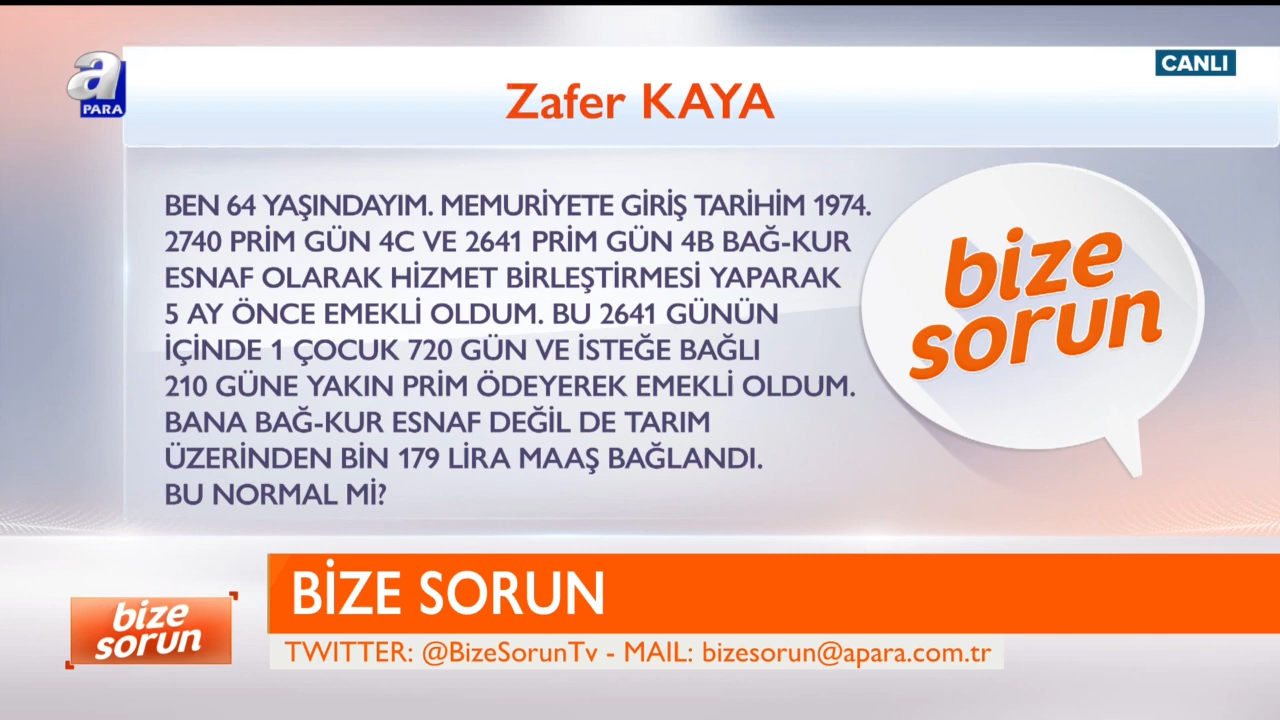 a
PARA
CANLI
Zafer KAYA
BEN 64 YAŞINDAYIM. MEMURİYETE GİRİŞ TARİHİM 1974.
2740 PRİM GÜN 4C VE 2641 PRİM GÜN 4B BAĞ-KUR
ESNAF OLARAK HİZMET BİRLEŞTİRMESİ YAPARAK
5 AY ÖNCE EMEKLİ OLDUM. BU 2641 GÜNÜN
İÇİNDE 1 ÇOCUK 720 GÜN VE İSTEĞE BAĞLI
210 GÜNE YAKIN PRİM ÖDEYEREK EMEKLİ OLDUM.
BANA BAĞ-KUR ESNAF DEĞİL DE TARIM
ÜZERİNDEN BİN 179 LİRA MAAŞ BAĞLANDI.
BU NORMAL Mİ?
bize
sorun
BİZE SORUN
bize
sorun
TWITTER: @BizeSorunTv - MAIL: bizesorun@apara.com.tr